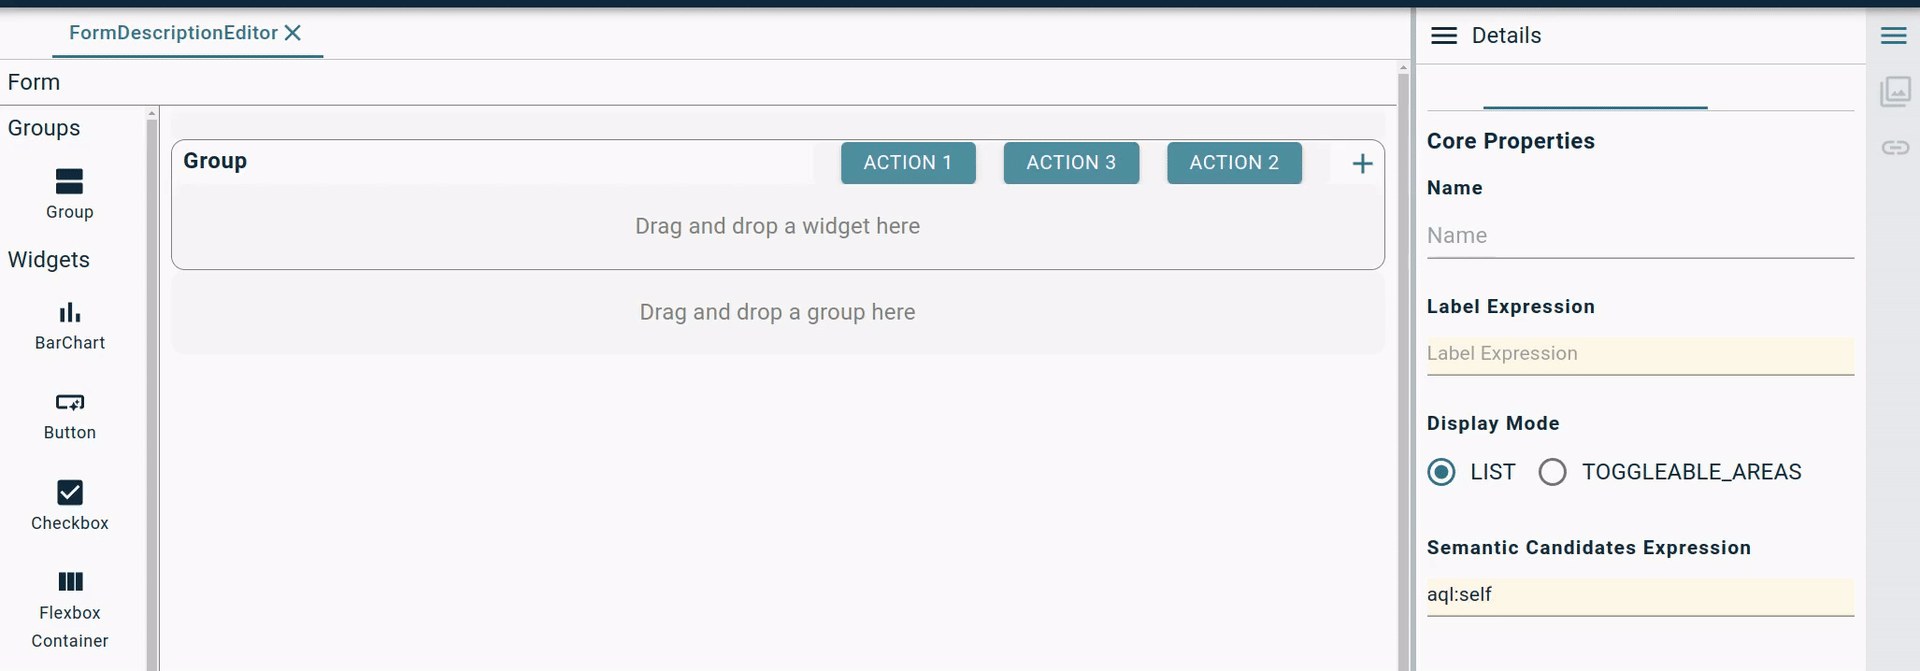 FormDescriptionEditor
Form
Groups
Group
Widgets
BarChart
Button
Checkbox
Flexbox
Container
Group
ACTION 1
ACTION 3
ACTION 2
Drag and drop a widget here
Drag and drop a group here
Details
Core Properties
Name
Name
Label Expression
Label Expression
Display Mode
LIST
TOGGLEABLE_AREAS
Semantic Candidates Expression
aql:self